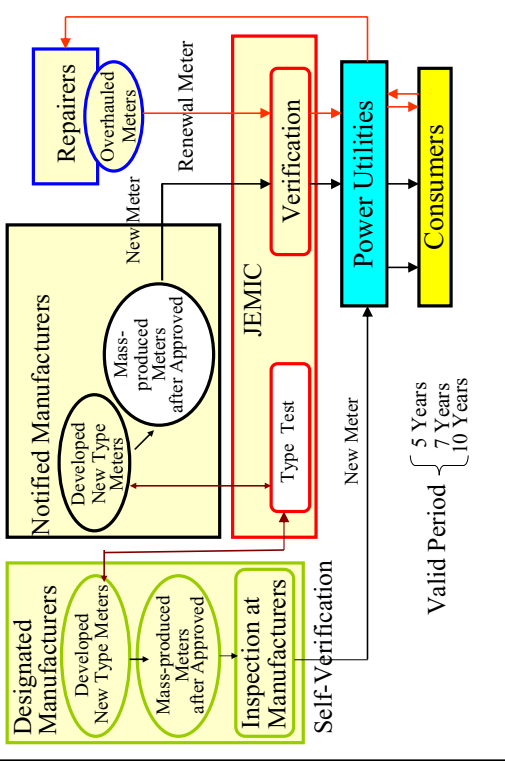 Designated
Manufacturers
Developed
New Type Meters
Mass-produced
Meters
after Approved
Inspection at
Manufacturers
Self-Verification
Notified Manufacturers
Developed
New Type
Meters
Mass-
produced
Meters
after Approved
New Meter
Repairers
Overhauled
Meters
Renewal Meter
JEMIC
Type Test
Verification
New Meter
Power Utilities
Consumers
Valid Period
5 Years
7 Years
10 Years